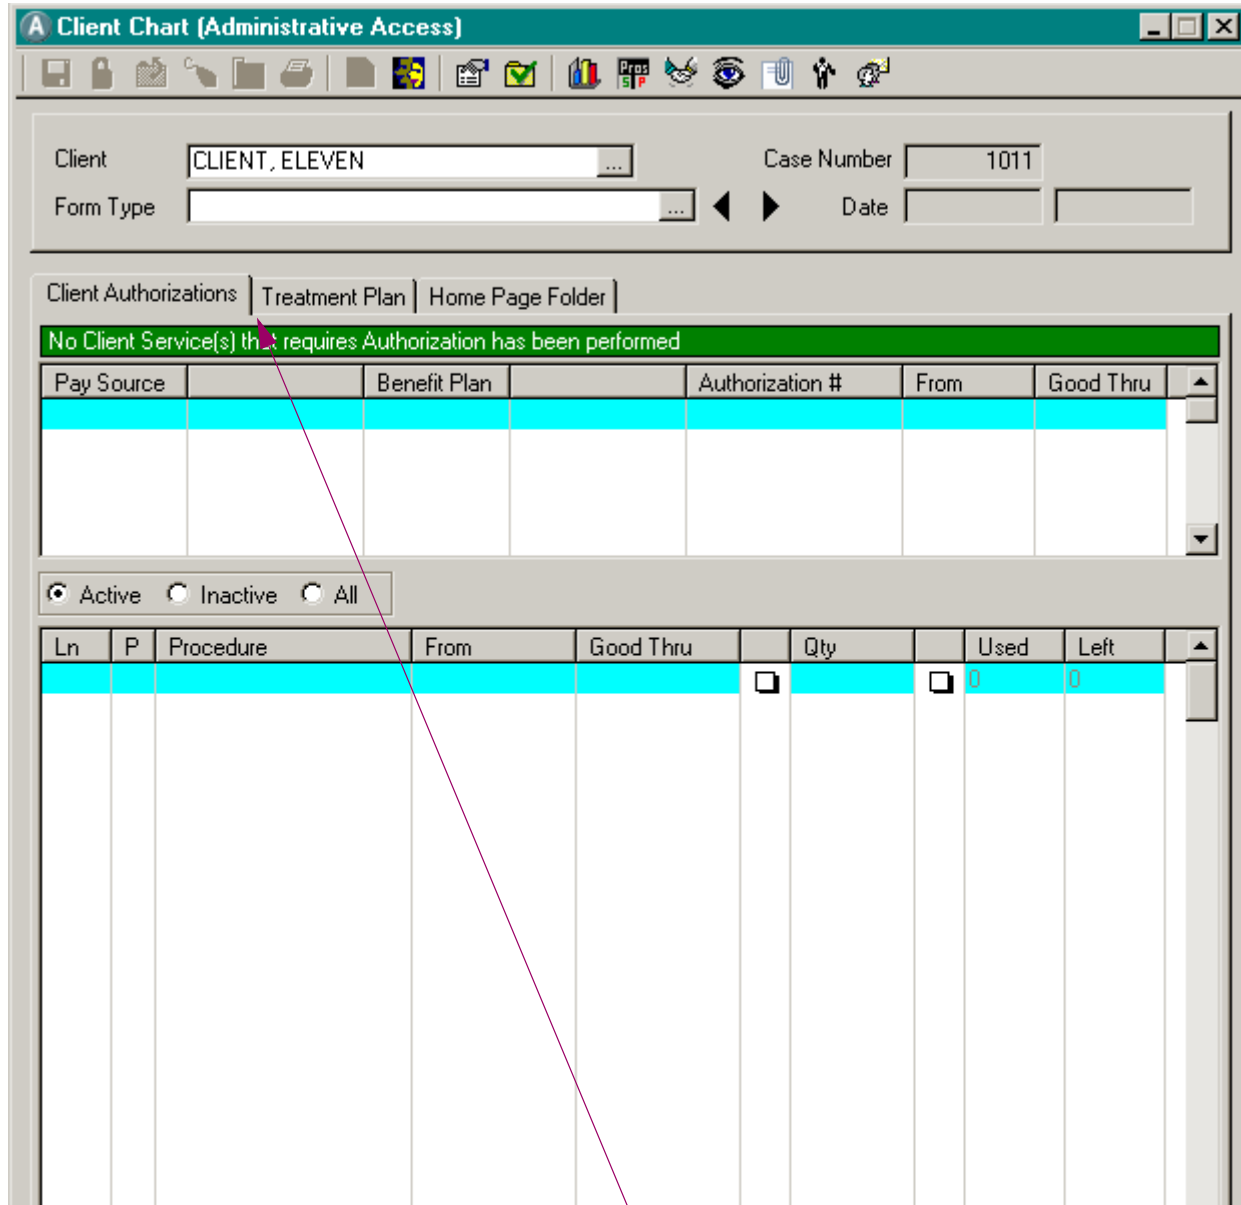 A Client Chart (Administrative Access)
Pros S P
Client CLIENT, ELEVEN ... Case Number 1011
Form Type ... Date
Client Authorizations Treatment Plan Home Page Folder
No Client Service(s) that requires Authorization has been performed
Pay Source Benefit Plan Authorization # From Good Thru
Active Inactive All
Ln P Procedure From Good Thru Qty Used Left
0 0